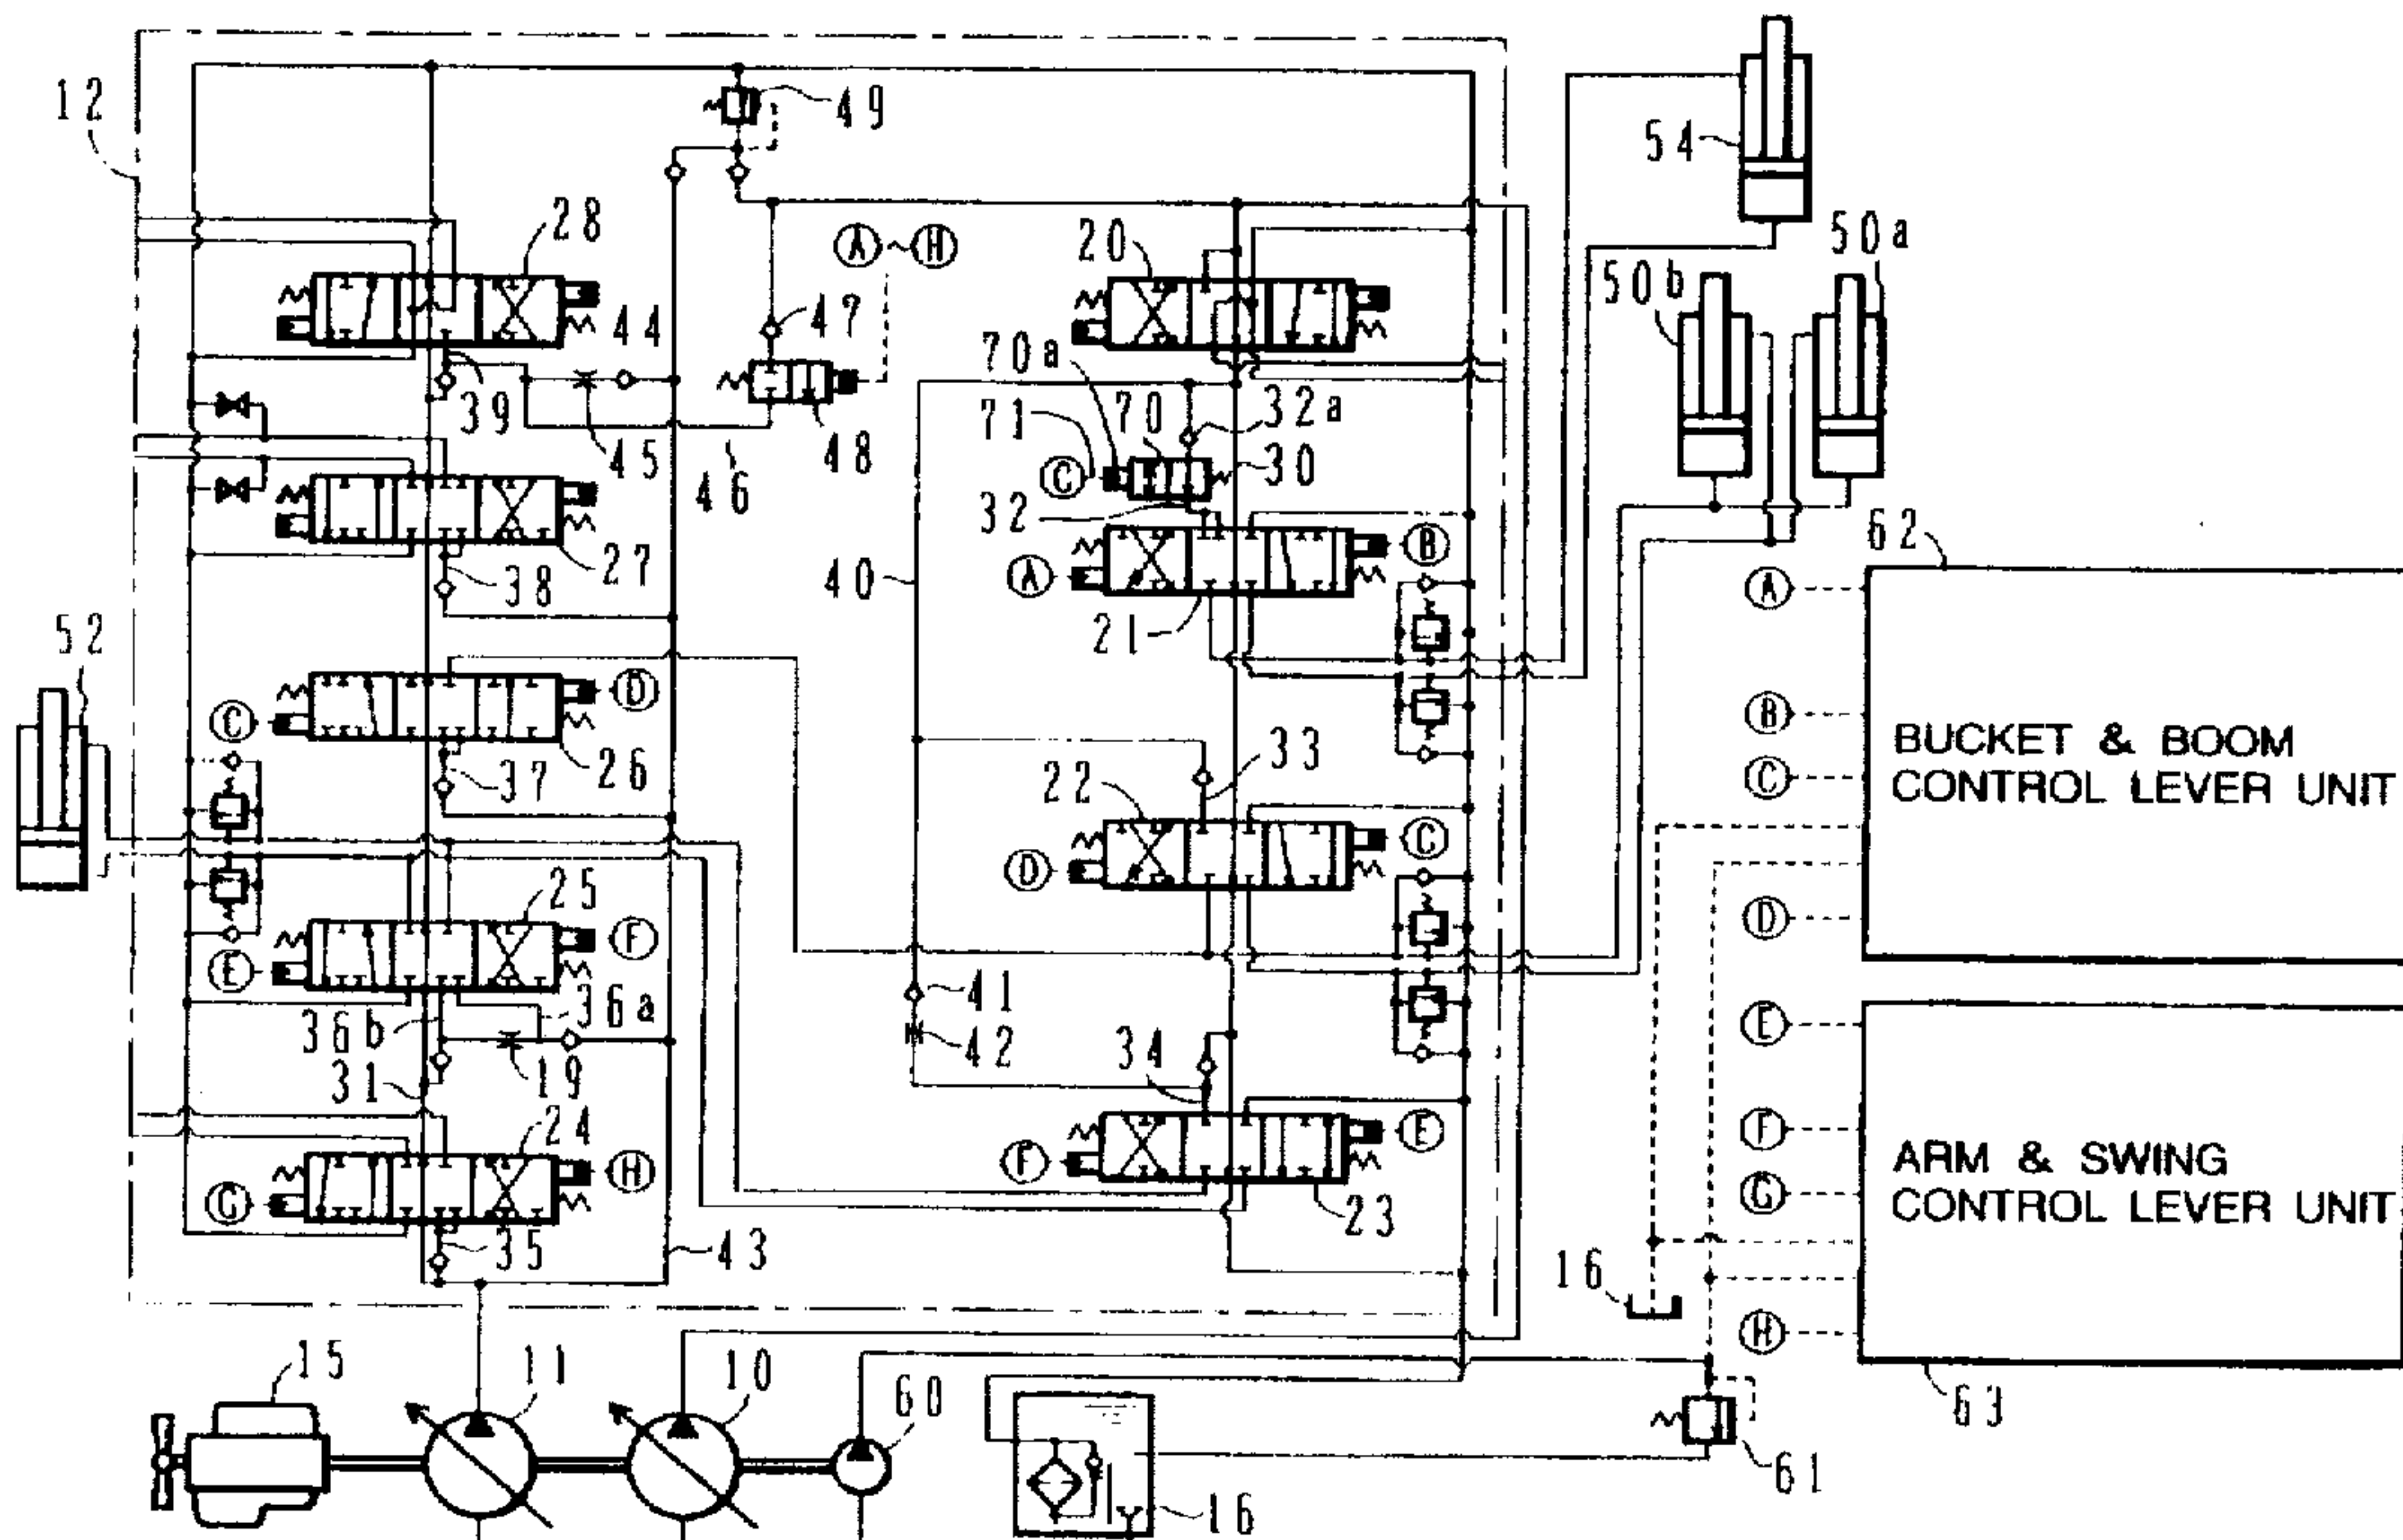 12
49
54
50a
50b
28
A ~ H
20
44
47
70a
39
71
70
32a
C
45
48
30
46
32
27
B
62
38
40
A
21
A
52
D
B
C
26
33
BUCKET & BOOM
37
22
C
C
CONTROL LEVER UNIT
25
D
F
D
E
41
36a
E
36b
34
42
31
19
24
F
E
ARM & SWING
H
F
G
G
CONTROL LEVER UNIT
23
35
43
16
H
15
11
10
60
63
61
16